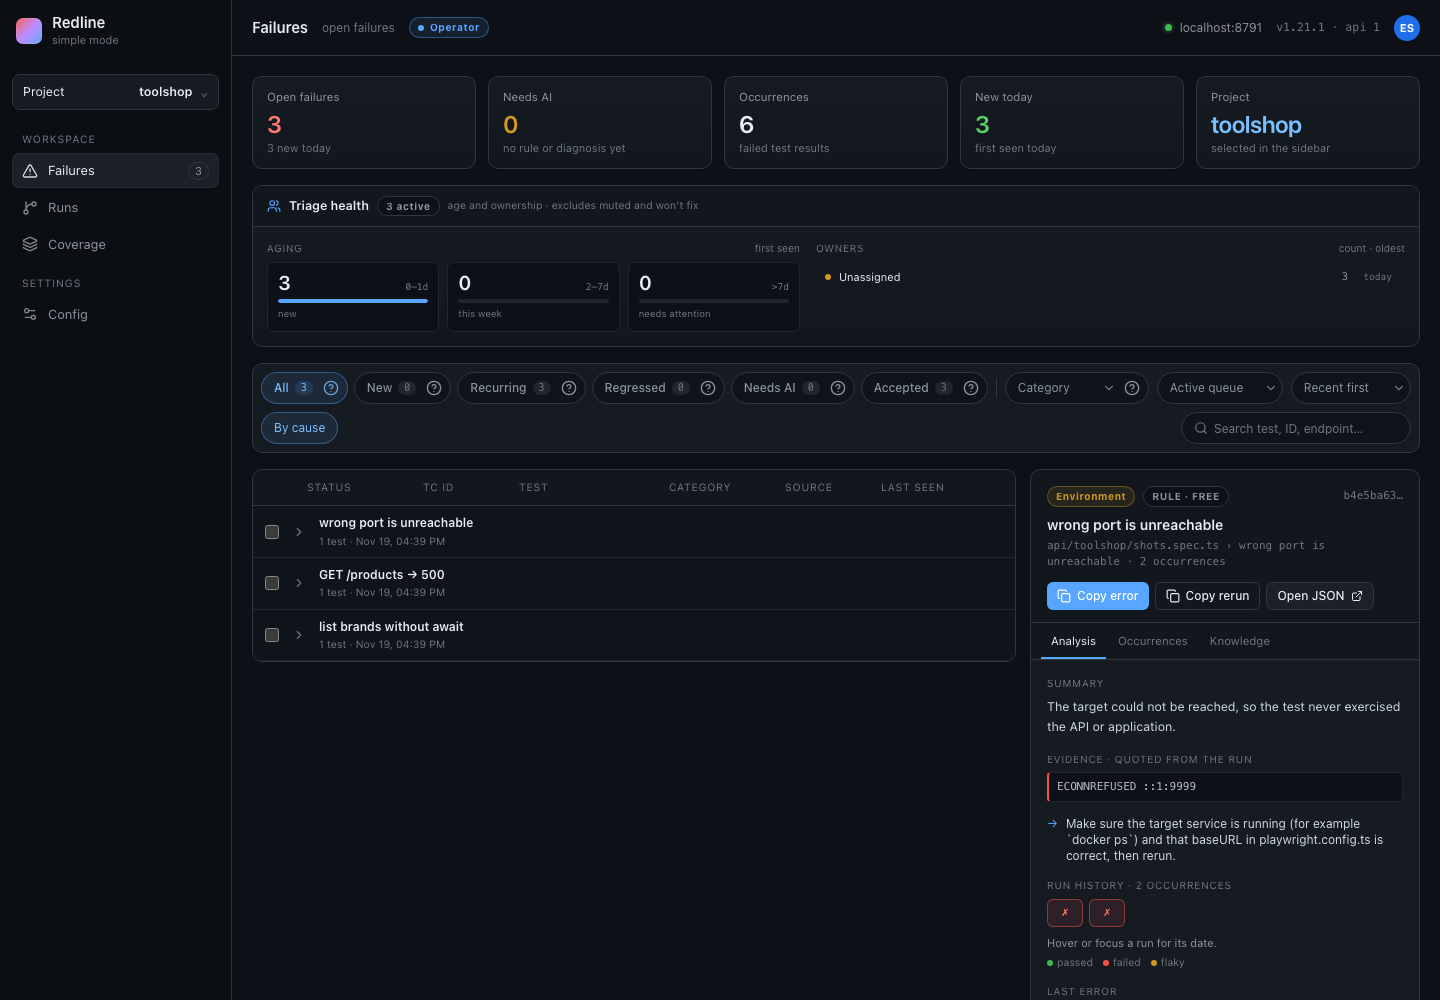 Redline
simple mode
Project toolshop
WORKSPACE
Failures 3
Runs
Coverage
SETTINGS
Config
Failures open failures Operator
localhost:8791 v1.21.1 · api 1 ES
Open failures
3
3 new today
Needs AI
0
no rule or diagnosis yet
Occurrences
6
failed test results
New today
3
first seen today
Project
toolshop
selected in the sidebar
Triage health 3 active age and ownership · excludes muted and won't fix
AGING first seen
3 0–1d
new
0 2–7d
this week
0 >7d
needs attention
OWNERS count · oldest
Unassigned 3 today
All 3 New 0 Recurring 3 Regressed 0 Needs AI 0 Accepted 3 Category Active queue Recent first
By cause Search test, ID, endpoint...
STATUS TC ID TEST CATEGORY SOURCE LAST SEEN
wrong port is unreachable
1 test · Nov 19, 04:39 PM
GET /products → 500
1 test · Nov 19, 04:39 PM
list brands without await
1 test · Nov 19, 04:39 PM
Environment RULE · FREE b4e5ba63…
wrong port is unreachable
api/toolshop/shots.spec.ts › wrong port is
unreachable · 2 occurrences
Copy error Copy rerun Open JSON
Analysis Occurrences Knowledge
SUMMARY
The target could not be reached, so the test never exercised
the API or application.
EVIDENCE · QUOTED FROM THE RUN
ECONNREFUSED ::1:9999
→ Make sure the target service is running (for example
`docker ps`) and that baseURL in playwright.config.ts is
correct, then rerun.
RUN HISTORY · 2 OCCURRENCES
✗ ✗
Hover or focus a run for its date.
passed failed flaky
LAST ERROR